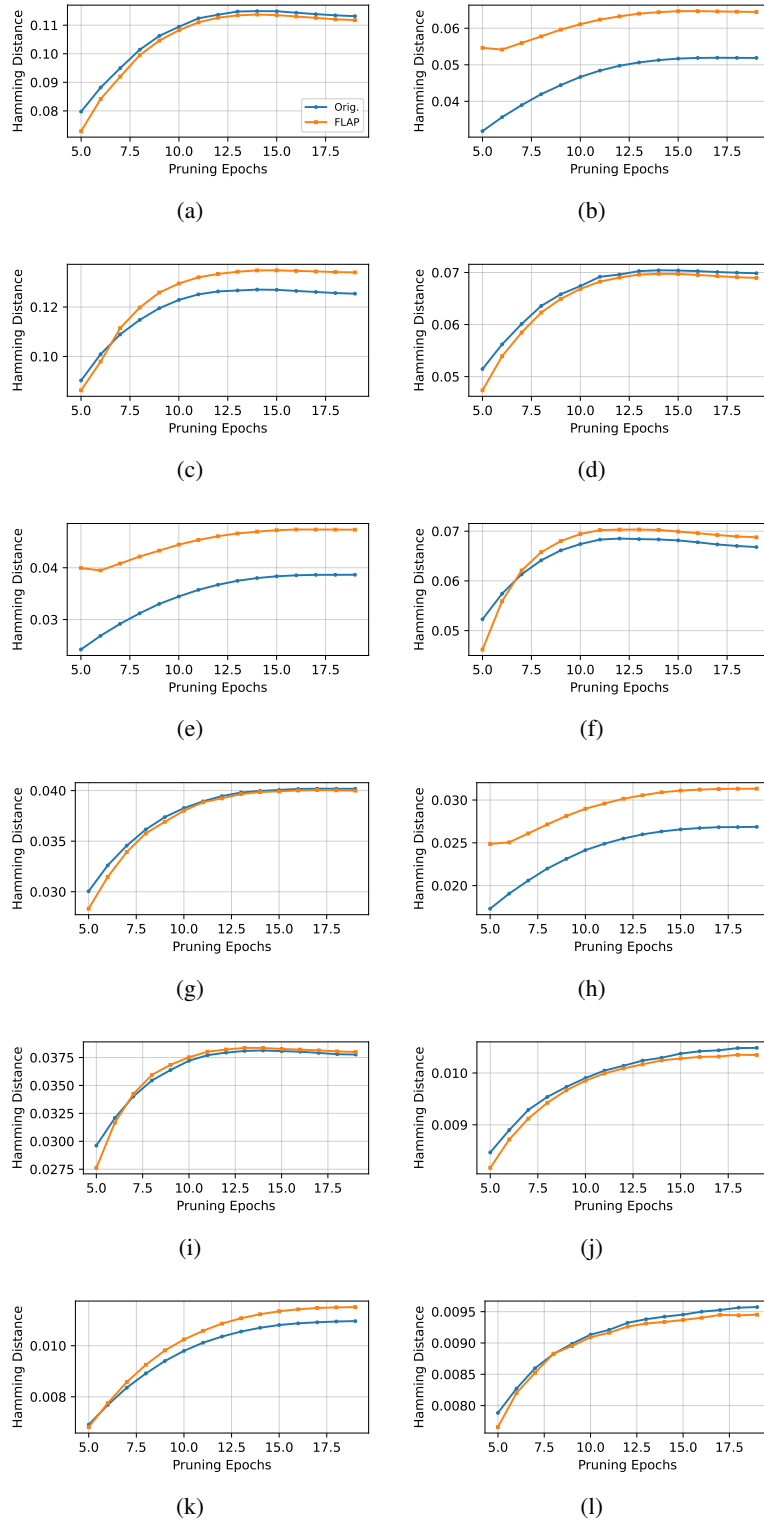 0.11
0.10
0.09
0.08
Hamming Distance
Orig.
FLAP
5.0 7.5 10.0 12.5 15.0 17.5
Pruning Epochs
(a)
0.06
0.05
0.04
Hamming Distance
5.0 7.5 10.0 12.5 15.0 17.5
Pruning Epochs
(b)
0.12
0.10
Hamming Distance
5.0 7.5 10.0 12.5 15.0 17.5
Pruning Epochs
(c)
0.07
0.06
0.05
Hamming Distance
5.0 7.5 10.0 12.5 15.0 17.5
Pruning Epochs
(d)
0.04
0.03
Hamming Distance
5.0 7.5 10.0 12.5 15.0 17.5
Pruning Epochs
(e)
0.07
0.06
0.05
Hamming Distance
5.0 7.5 10.0 12.5 15.0 17.5
Pruning Epochs
(f)
0.040
0.035
0.030
Hamming Distance
5.0 7.5 10.0 12.5 15.0 17.5
Pruning Epochs
(g)
0.030
0.025
0.020
Hamming Distance
5.0 7.5 10.0 12.5 15.0 17.5
Pruning Epochs
(h)
0.0375
0.0350
0.0325
0.0300
0.0275
Hamming Distance
5.0 7.5 10.0 12.5 15.0 17.5
Pruning Epochs
(i)
0.010
0.009
Hamming Distance
5.0 7.5 10.0 12.5 15.0 17.5
Pruning Epochs
(j)
0.010
0.008
Hamming Distance
5.0 7.5 10.0 12.5 15.0 17.5
Pruning Epochs
(k)
0.0095
0.0090
0.0085
0.0080
Hamming Distance
5.0 7.5 10.0 12.5 15.0 17.5
Pruning Epochs
(l)